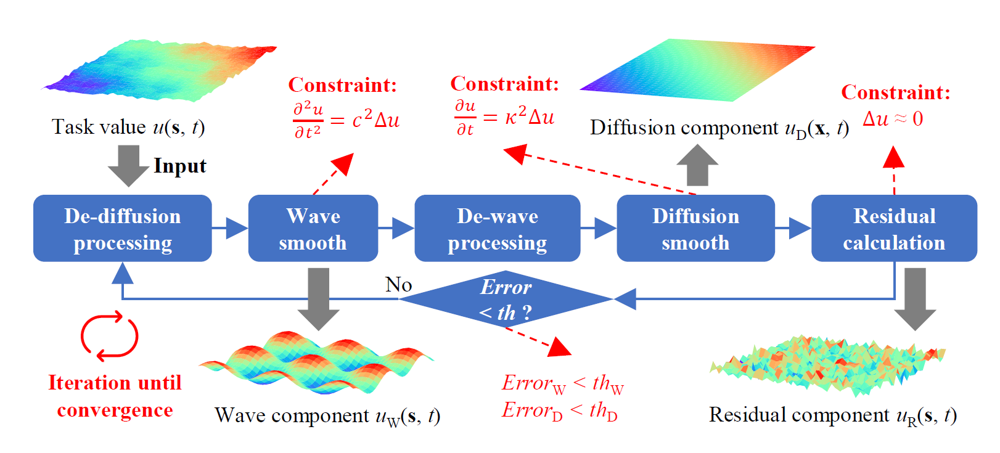 Constraint:
∂²u/∂t² = c²Δu
Constraint:
∂u/∂t = κ²Δu
Constraint:
Δu ≈ 0
Task value u(s, t)
Diffusion component u_D(x, t)
Input
De-diffusion
processing
Wave
smooth
De-wave
processing
Diffusion
smooth
Residual
calculation
No
Error
< th ?
Iteration until
convergence
Wave component u_W(s, t)
Error_W < th_W
Error_D < th_D
Residual component u_R(s, t)